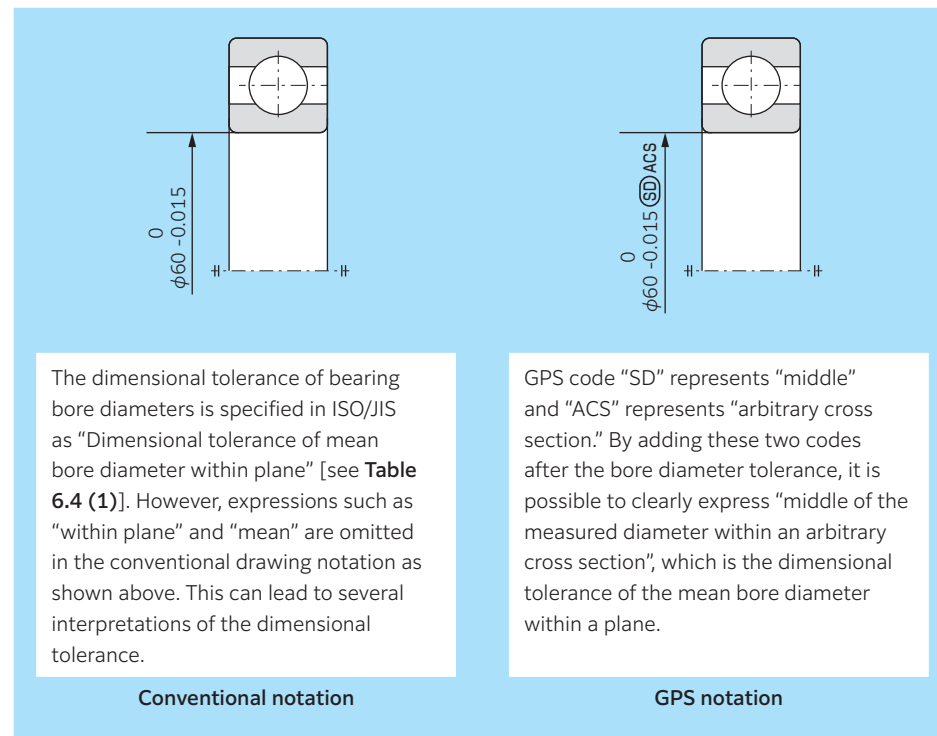 0
φ60 -0.015
The dimensional tolerance of bearing
bore diameters is specified in ISO/JIS
as “Dimensional tolerance of mean
bore diameter within plane” [see Table
6.4 (1)]. However, expressions such as
“within plane” and “mean” are omitted
in the conventional drawing notation as
shown above. This can lead to several
interpretations of the dimensional
tolerance.
Conventional notation
0
φ60 -0.015 SD ACS
GPS code “SD” represents “middle”
and “ACS” represents “arbitrary cross
section.” By adding these two codes
after the bore diameter tolerance, it is
possible to clearly express “middle of the
measured diameter within an arbitrary
cross section”, which is the dimensional
tolerance of the mean bore diameter
within a plane.
GPS notation